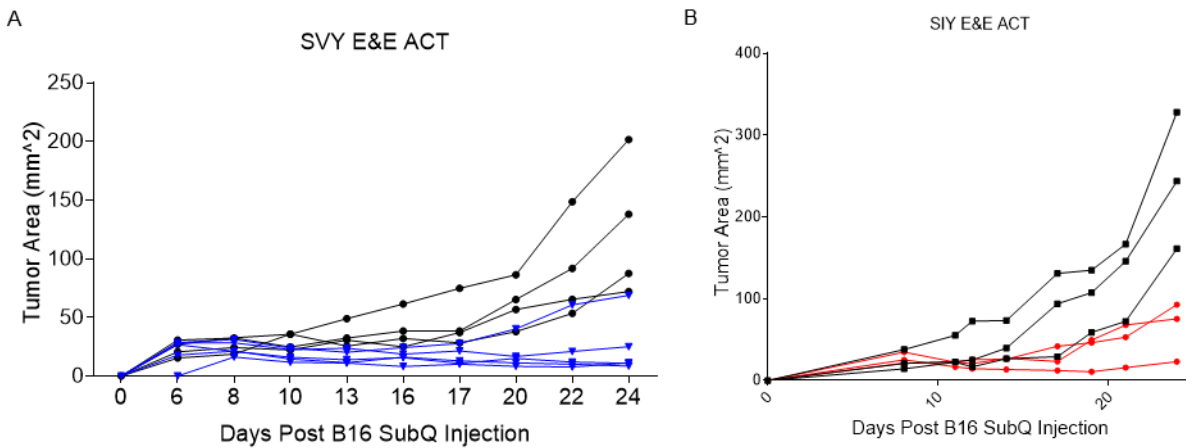 A
SVY E&E ACT
250
200
150
100
50
0
Tumor Area (mm^2)
0 6 8 10 13 16 17 20 22 24
Days Post B16 SubQ Injection
B
SIY E&E ACT
400
300
200
100
0
Tumor Area (mm^2)
0 10 20
Days Post B16 SubQ Injection